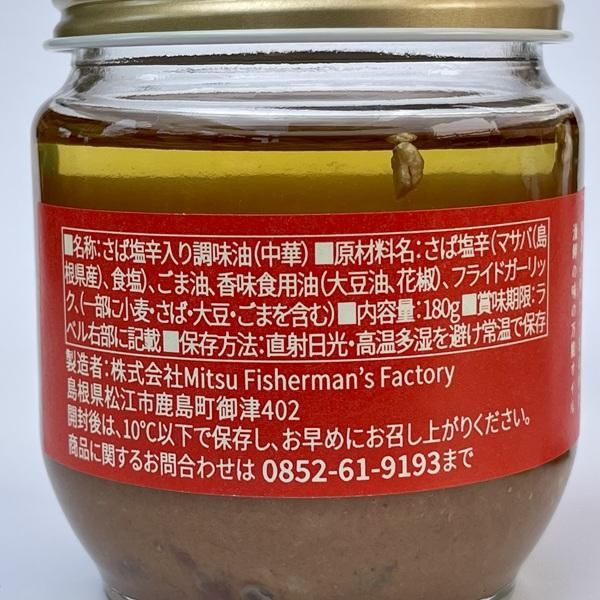 ■名称:さば塩辛入り調味油(中華)■原材料名:さば塩辛(マサバ(島
根県産)、食塩)、ごま油、香味食用油(大豆油、花椒)、フライドガーリッ
ク、(一部に小麦・さば・大豆・ごまを含む)■内容量:180g■賞味期限:ラ
ベル右部に記載■保存方法:直射日光・高温多湿を避け常温で保存
製造者:株式会社Mitsu Fisherman's Factory
島根県松江市鹿島町御津402
開封後は、10℃以下で保存し、お早めにお召し上がりください。
商品に関するお問合わせは 0852-61-9193まで